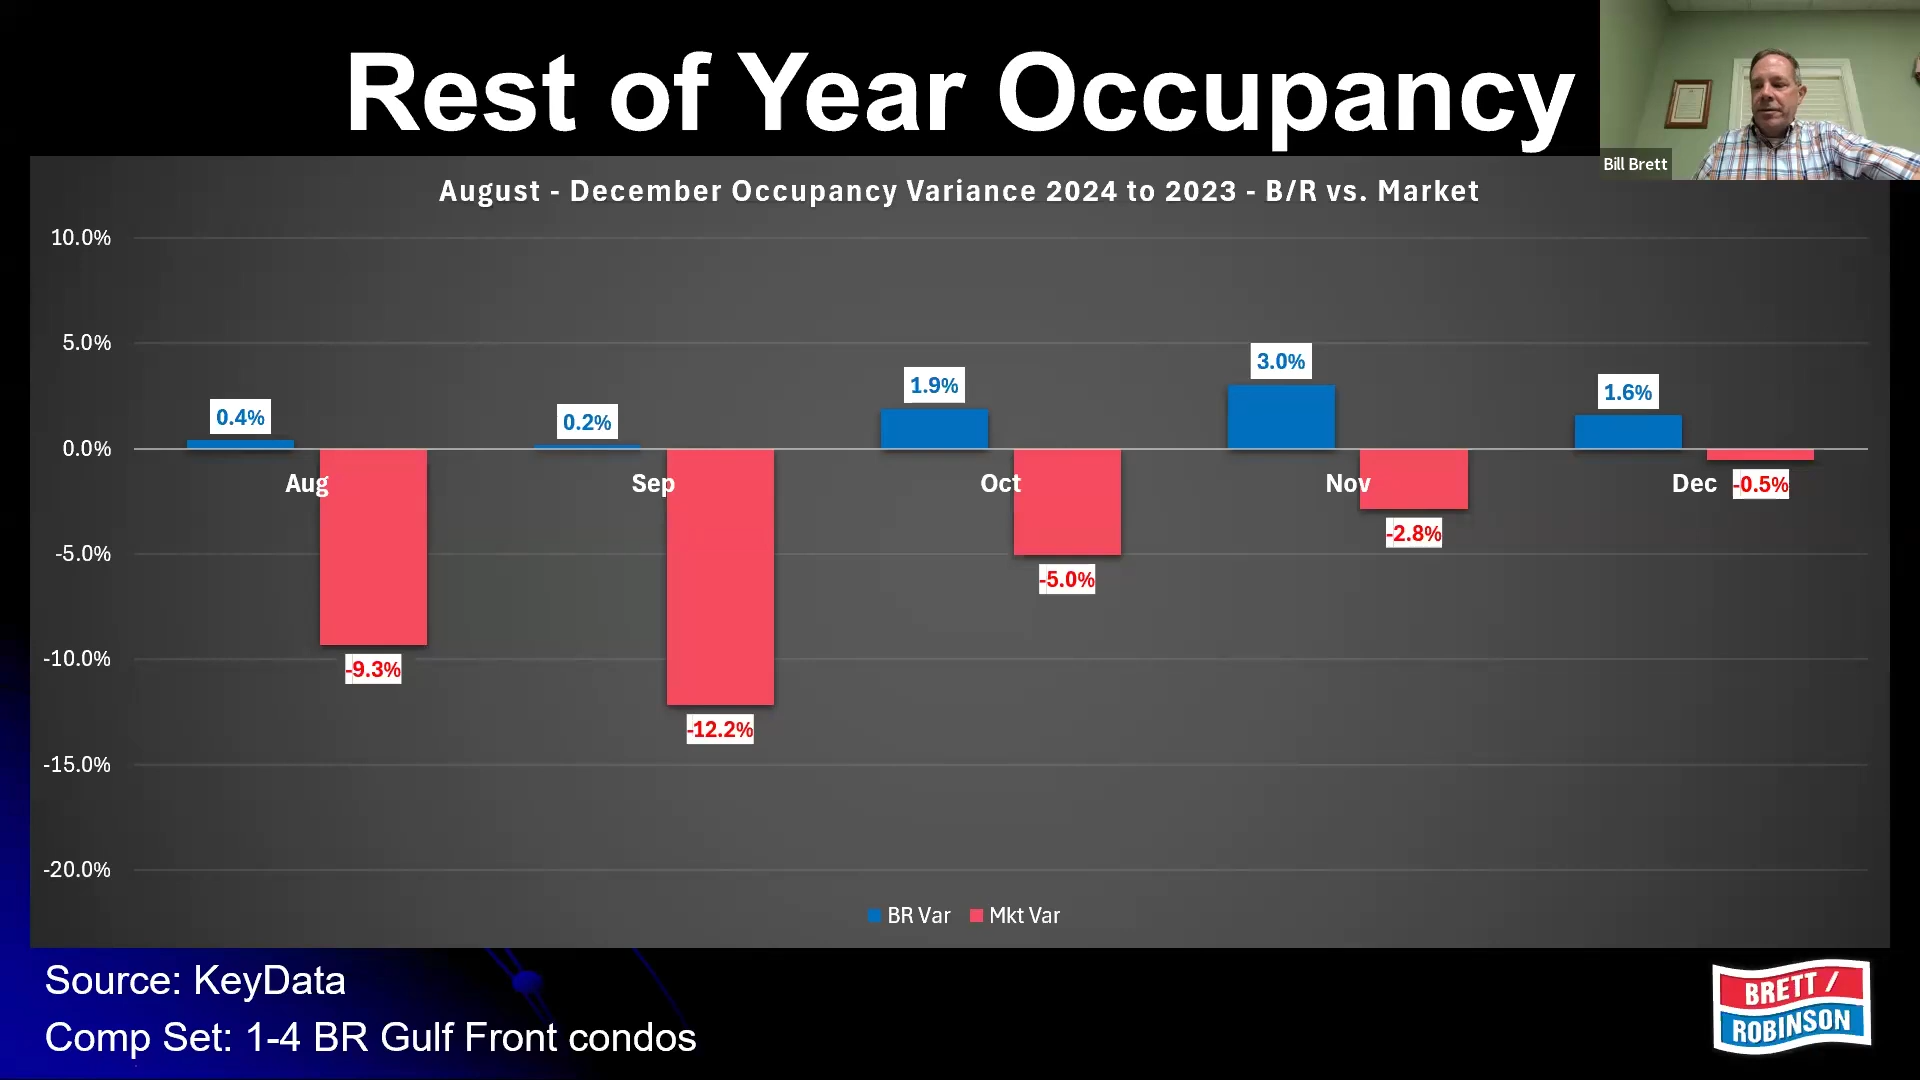 Rest of Year Occupancy
Bill Brett
August - December Occupancy Variance 2024 to 2023 - B/R vs. Market
10.0%
5.0%
0.0%
-5.0%
-10.0%
-15.0%
-20.0%
0.4%
0.2%
1.9%
3.0%
1.6%
Aug
Sep
Oct
Nov
Dec
-9.3%
-12.2%
-5.0%
-2.8%
-0.5%
BR Var
Mkt Var
Source: KeyData
Comp Set: 1-4 BR Gulf Front condos
BRETT /
ROBINSON